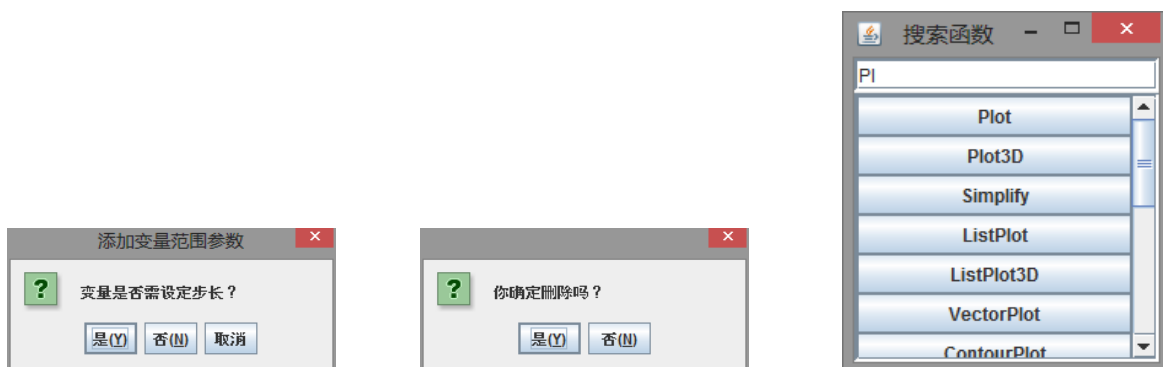 添加变量范围参数
变量是否需设定步长？
是(Y) 否(N) 取消
你确定删除吗？
是(Y) 否(N)
搜索函数
Pl
Plot
Plot3D
Simplify
ListPlot
ListPlot3D
VectorPlot
ContourPlot